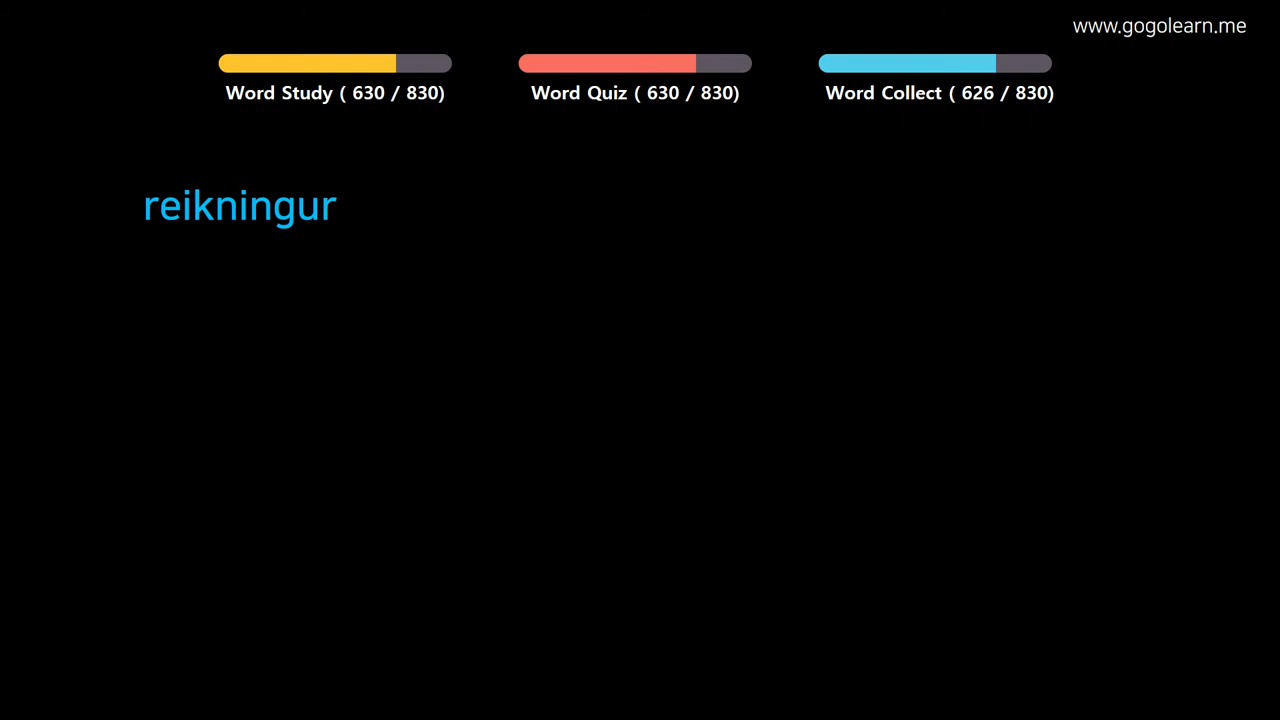 www.gogolearn.me
Word Study ( 630 / 830)
Word Quiz ( 630 / 830)
Word Collect ( 626 / 830)
reikningur